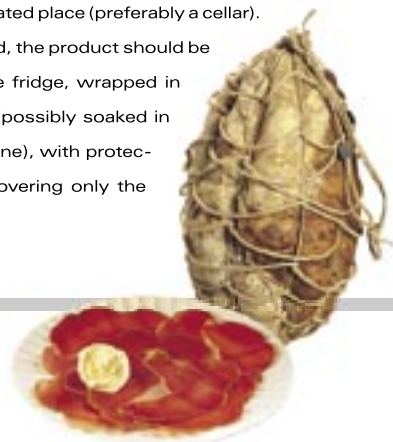 ated place (preferably a cellar).
d, the product should be
e fridge, wrapped in
possibly soaked in
ne), with protec-
overing only the